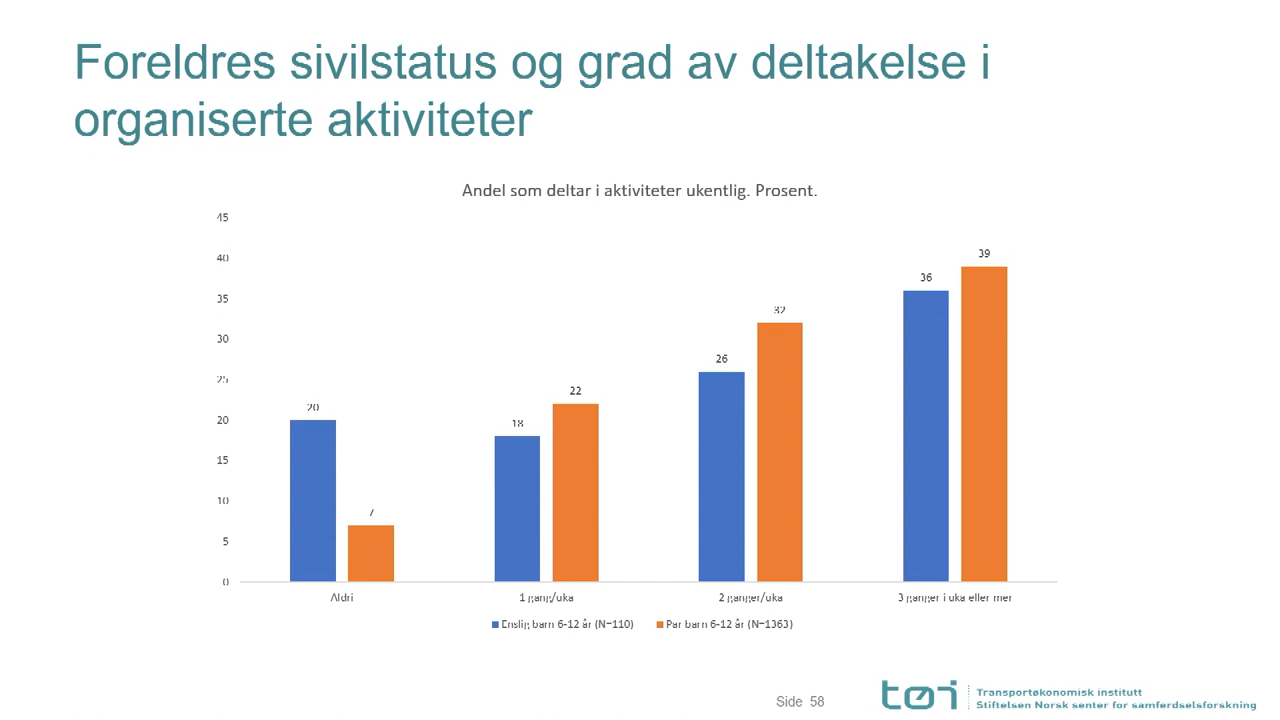 Foreldres sivilstatus og grad av deltakelse i
organiserte aktiviteter
Andel som deltar i aktiviteter ukentlig. Prosent.
45
40
35
30
25
20
15
10
5
0
20
7
18
22
26
32
36
39
Aldri
1 gang/uka
2 ganger/uka
3 ganger i uka eller mer
Enslig barn 6-12 år (N=110)
Par barn 6-12 år (N=1363)
Side 58
tøi
Transportøkonomisk institutt
Stiftelsen Norsk senter for samferdselsforskning